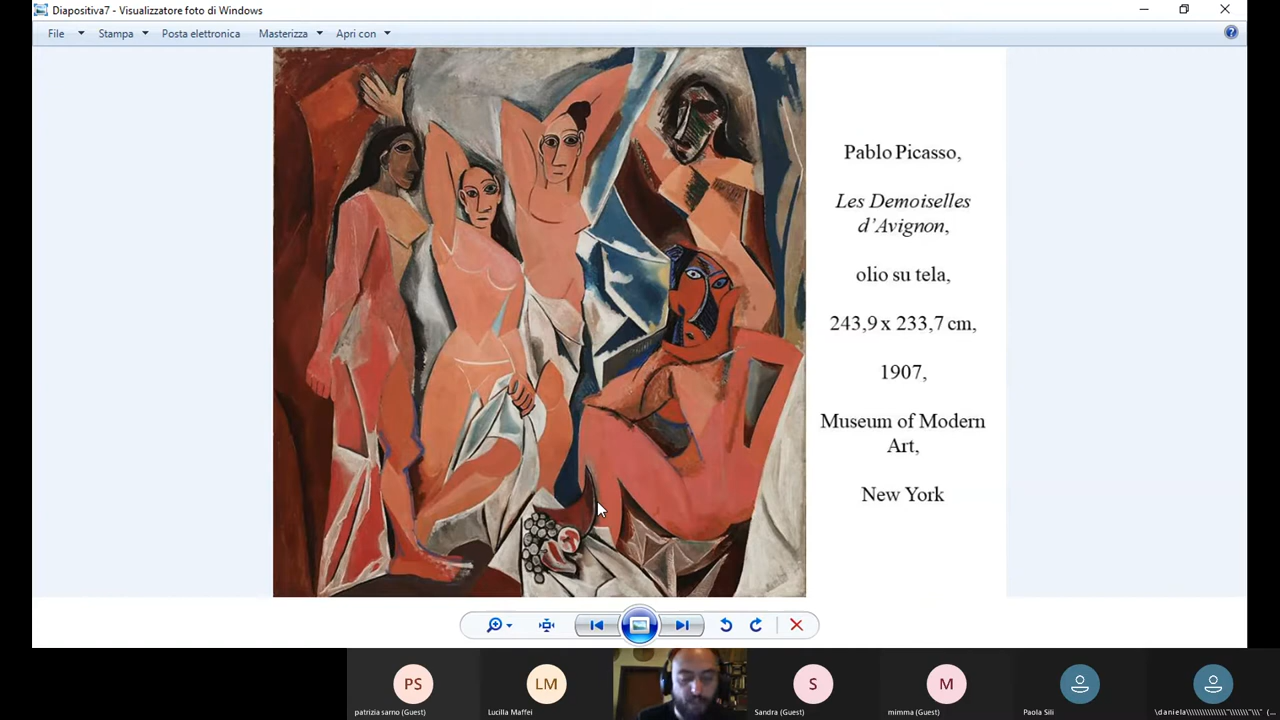 Diapositiva7 - Visualizzatore foto di Windows
File Stampa Posta elettronica Masterizza Apri con
Pablo Picasso,
Les Demoiselles
d'Avignon,
olio su tela,
243,9 x 233,7 cm,
1907,
Museum of Modern
Art,
New York
PS LM S M
patrizia sarno (Guest) Lucilla Maffei Sandra (Guest) mimma (Guest) Paola Sili